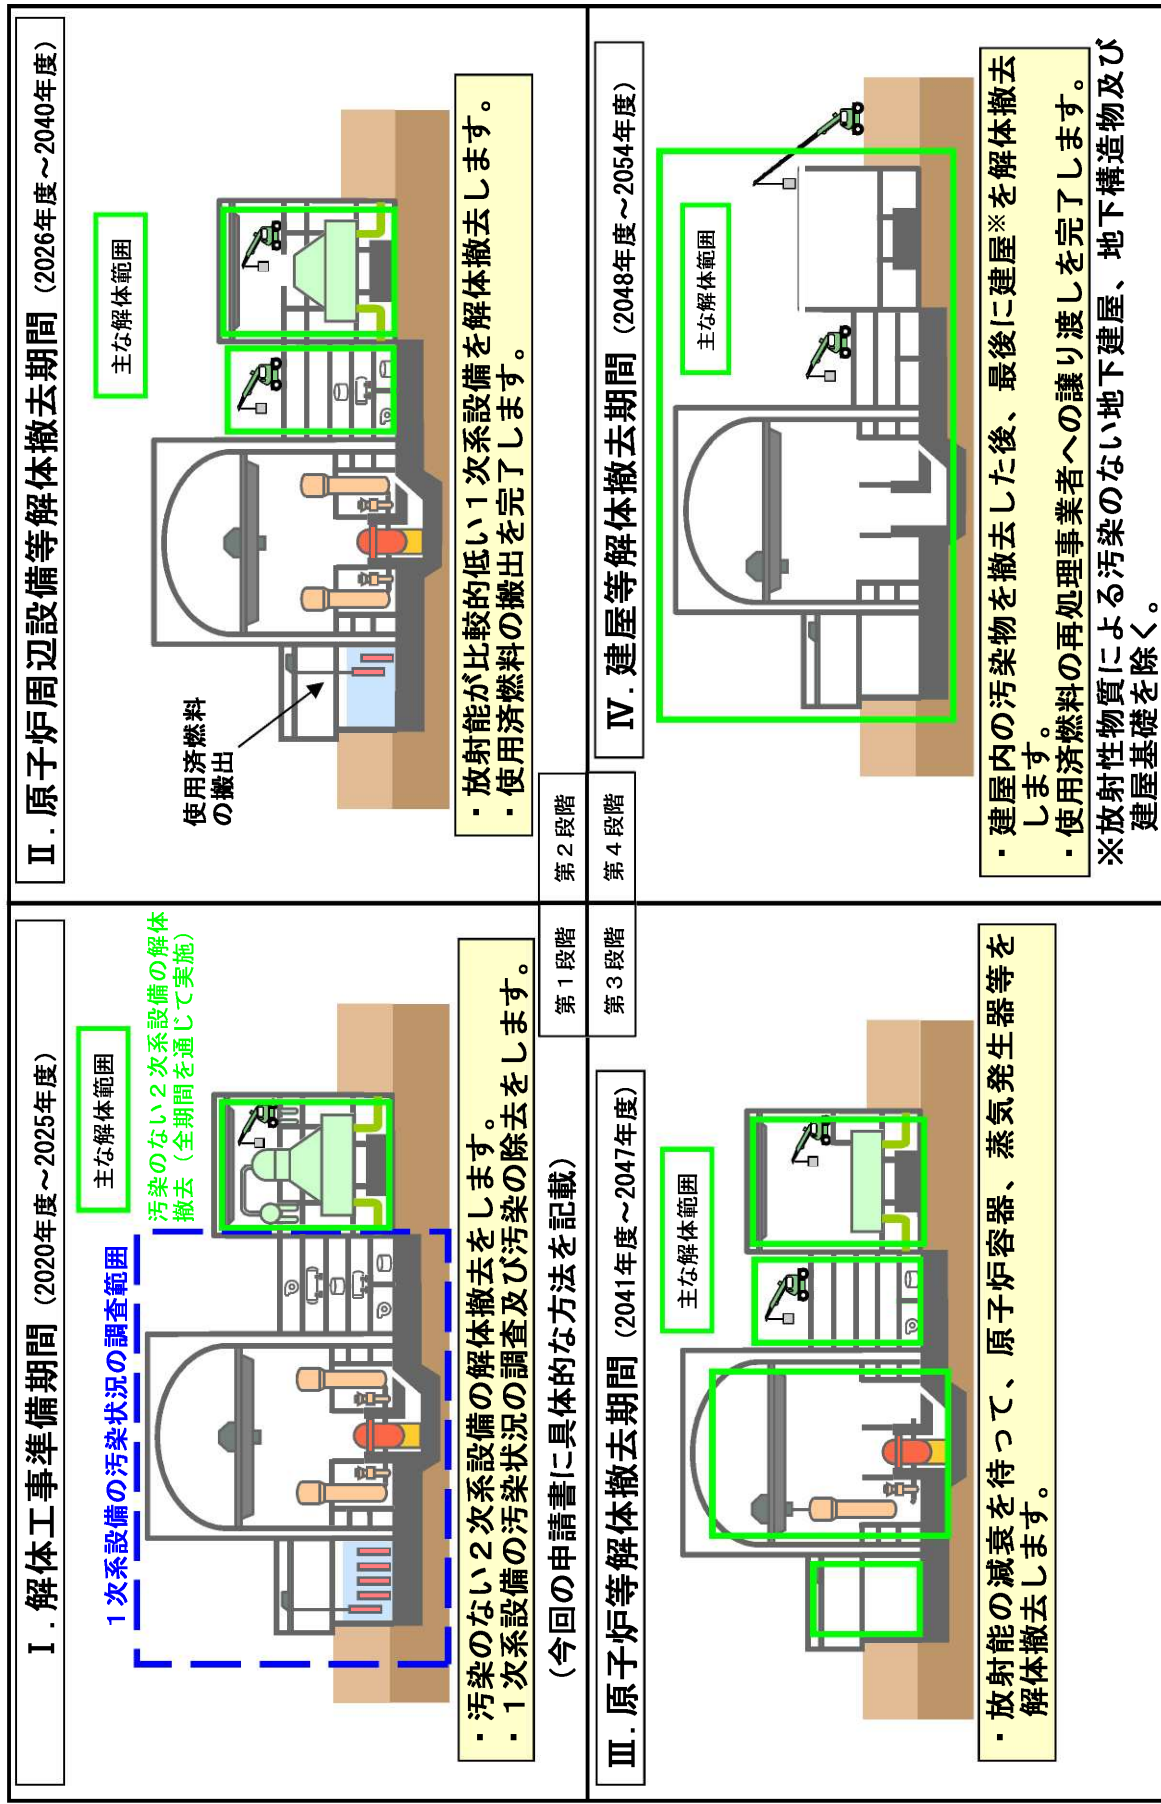 Ⅰ．解体工事準備期間（2020年度～2025年度）
主な解体範囲
1次系設備の汚染状況の調査範囲
汚染のない２次系設備の解体
撤去（全期間を通じて実施）
・汚染のない２次系設備の解体撤去をします。
・１次系設備の汚染状況の調査及び汚染の除去をします。
（今回の申請書に具体的な方法を記載）
第１段階
Ⅱ．原子炉周辺設備等解体撤去期間（2026年度～2040年度）
主な解体範囲
使用済燃料
の搬出
・放射能が比較的低い１次系設備を解体撤去します。
・使用済燃料の搬出を完了します。
第２段階
第３段階
Ⅲ．原子炉等解体撤去期間（2041年度～2047年度）
主な解体範囲
・放射能の減衰を待って、原子炉容器、蒸気発生器等を
解体撤去します。
第４段階
Ⅳ．建屋等解体撤去期間（2048年度～2054年度）
主な解体範囲
・建屋内の汚染物を撤去した後、最後に建屋※を解体撤去
します。
・使用済燃料の再処理事業者への譲り渡しを完了します。
※放射性物質による汚染のない地下建屋、地下構造物及び
建屋基礎を除く。